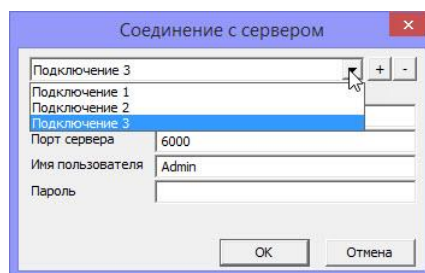 Соединение с сервером
Подключение 3
+ -
Подключение 1
Подключение 2
Подключение 3
Порт сервера 6000
Имя пользователя Admin
Пароль
OK Отмена